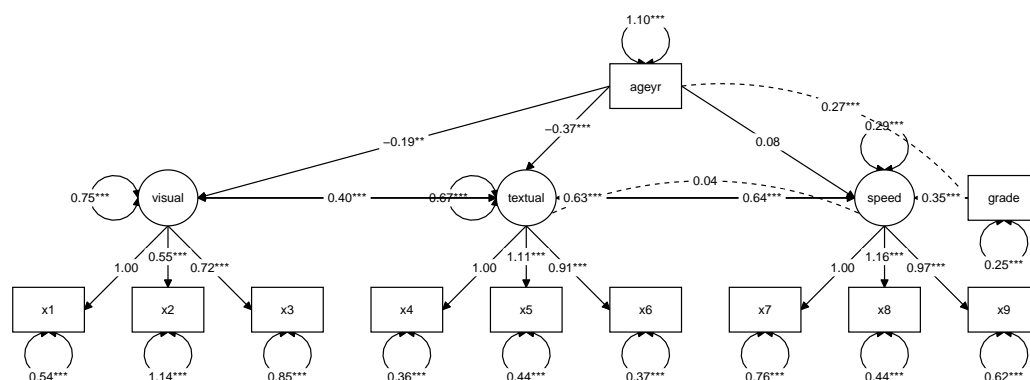 1.10***
ageyr
0.27***
0.29***
−0.37***
−0.19**
0.08
0.04
0.75*** visual 0.40*** 0.67*** textual 0.63*** 0.64*** speed 0.35*** grade
1.00 0.55*** 0.72*** 1.00 1.11*** 0.91*** 1.00 1.16*** 0.97*** 0.25***
x1 x2 x3 x4 x5 x6 x7 x8 x9
0.54*** 1.14*** 0.85*** 0.36*** 0.44*** 0.37*** 0.76*** 0.44*** 0.62***